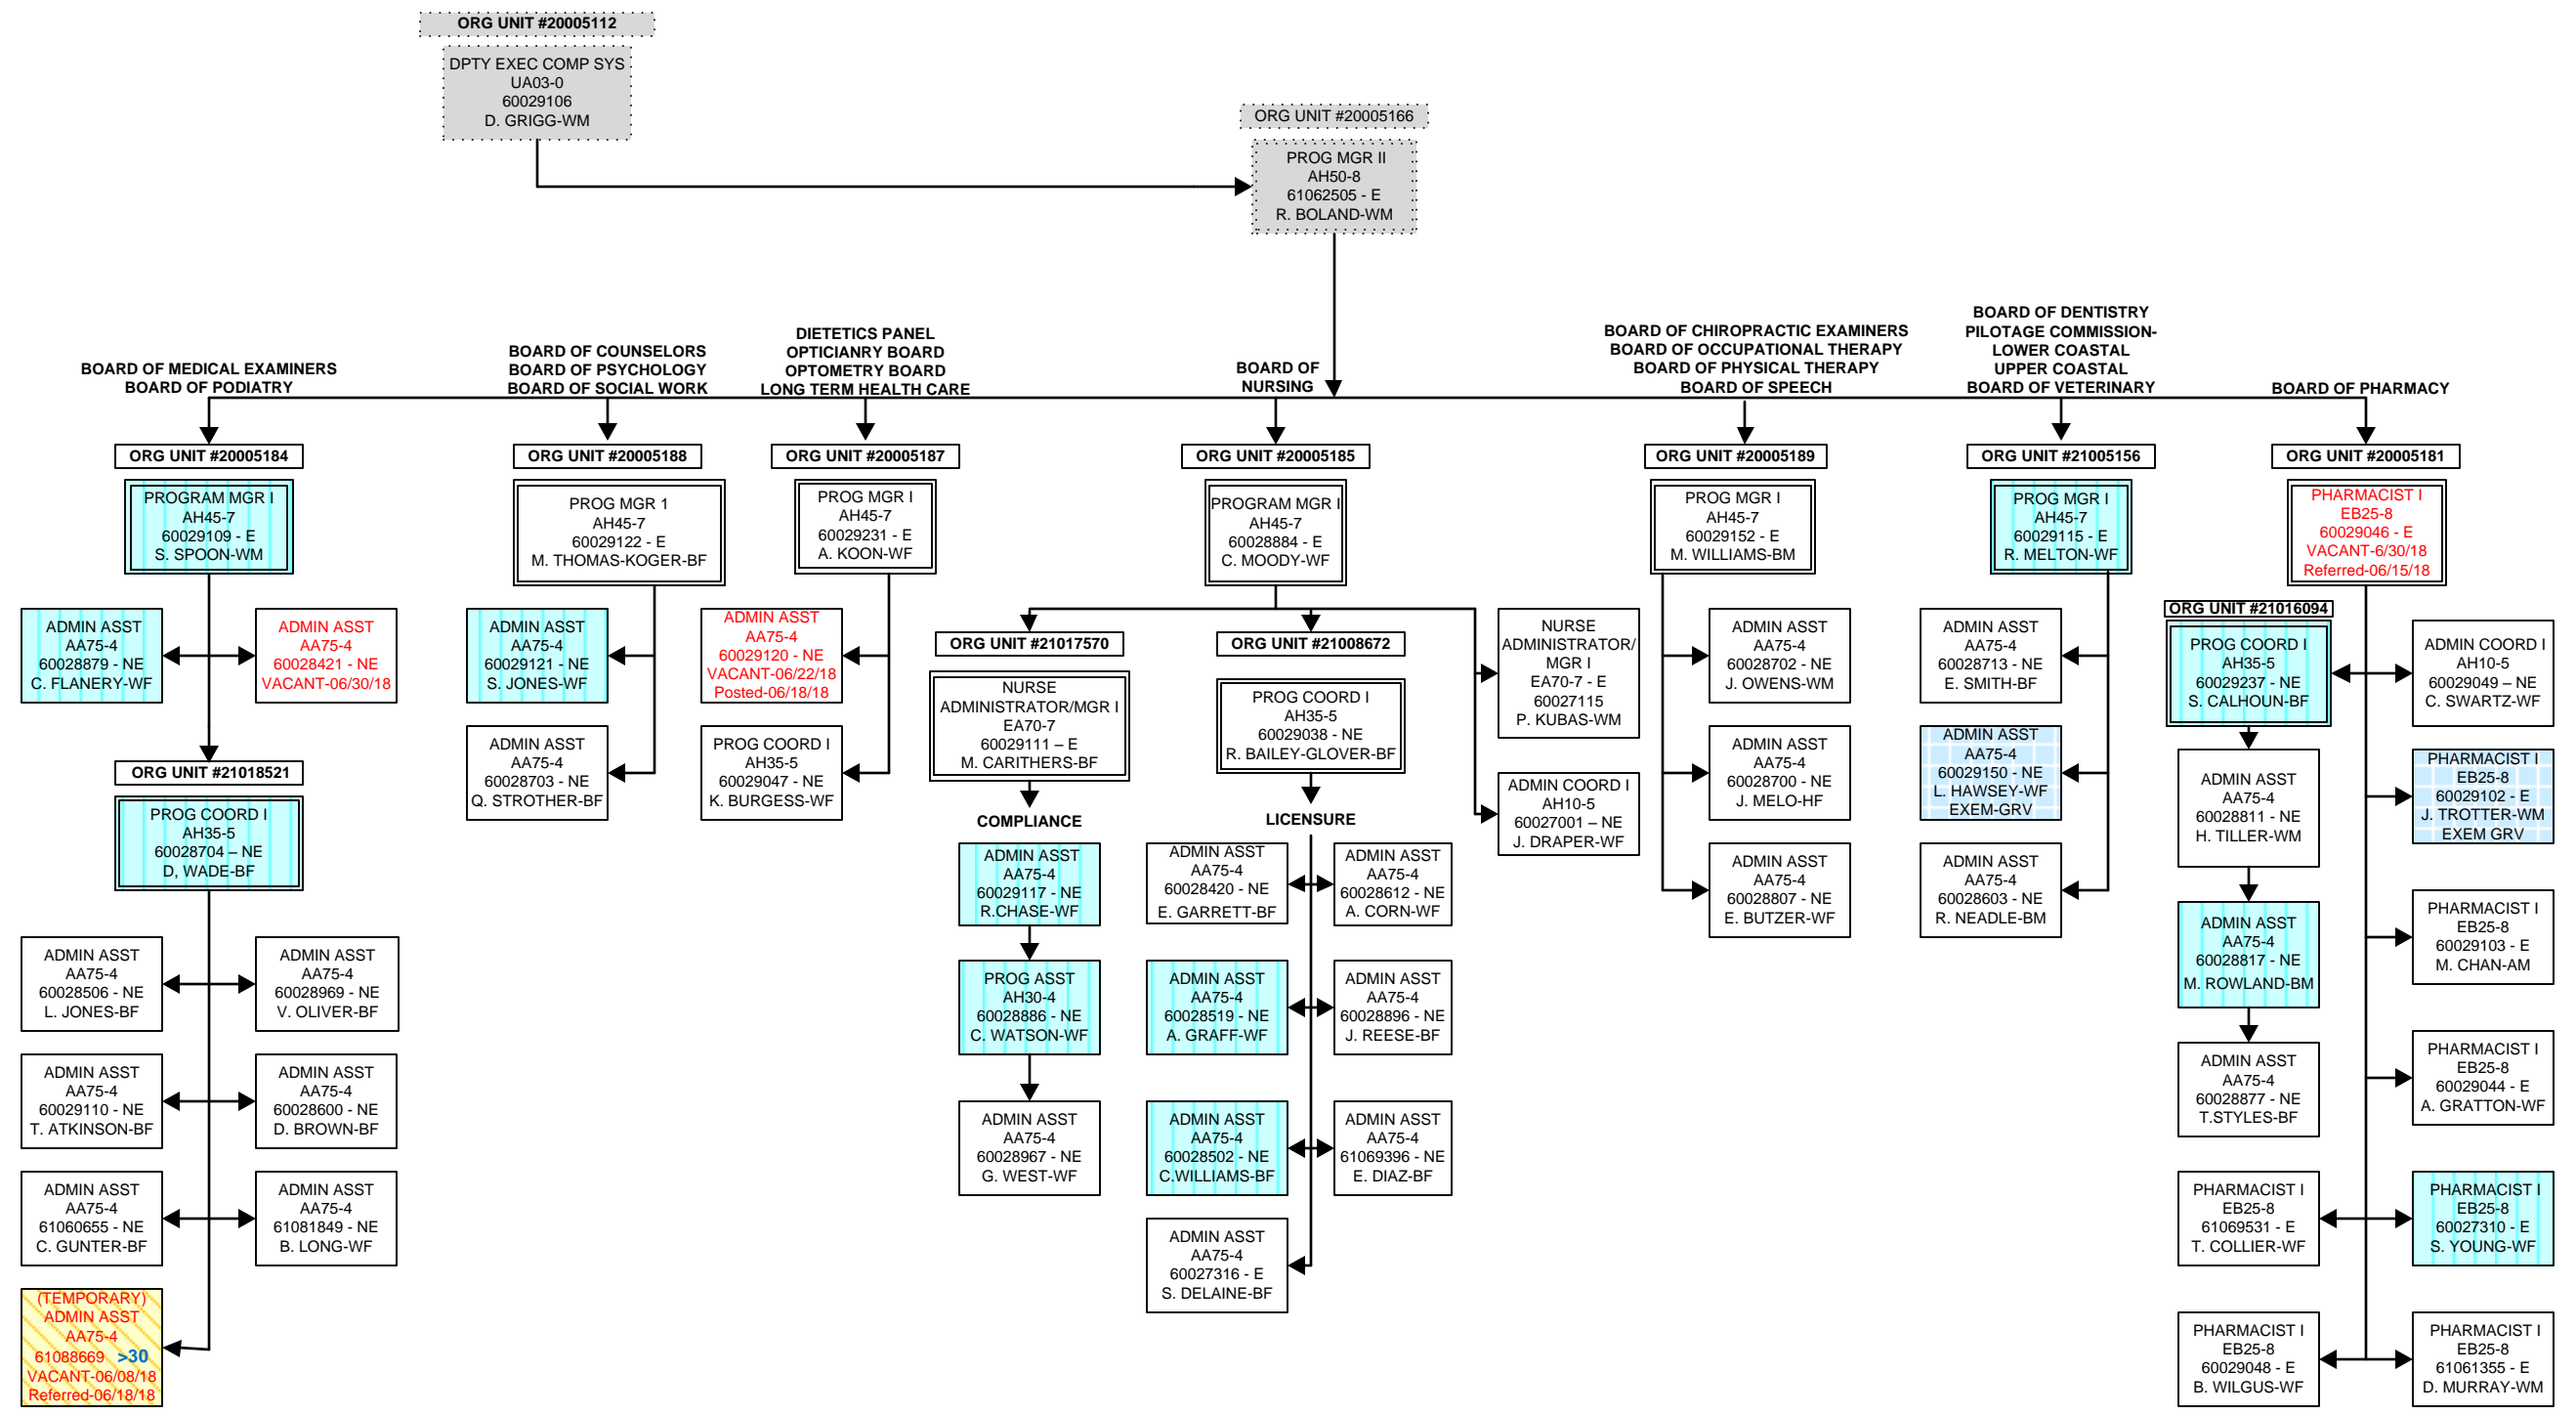 ORG UNIT #20005112
DPTY EXEC COMP SYS
UA03-0
60029106
D. GRIGG-WM
ORG UNIT #20005166
PROG MGR II
AH50-8
61062505 - E
R. BOLAND-WM
BOARD OF MEDICAL EXAMINERS
BOARD OF PODIATRY
BOARD OF COUNSELORS
BOARD OF PSYCHOLOGY
BOARD OF SOCIAL WORK
DIETETICS PANEL
OPTICIANRY BOARD
OPTOMETRY BOARD
LONG TERM HEALTH CARE
BOARD OF
NURSING
BOARD OF CHIROPRACTIC EXAMINERS
BOARD OF OCCUPATIONAL THERAPY
BOARD OF PHYSICAL THERAPY
BOARD OF SPEECH
BOARD OF DENTISTRY
PILOTAGE COMMISSION-
LOWER COASTAL
UPPER COASTAL
BOARD OF VETERINARY
BOARD OF PHARMACY
ORG UNIT #20005184
PROGRAM MGR I
AH45-7
60029109 - E
S. SPOON-WM
ADMIN ASST
AA75-4
60028879 - NE
C. FLANERY-WF
ADMIN ASST
AA75-4
60028421 - NE
VACANT-06/30/18
ORG UNIT #21018521
PROG COORD I
AH35-5
60028704 – NE
D, WADE-BF
ADMIN ASST
AA75-4
60028506 - NE
L. JONES-BF
ADMIN ASST
AA75-4
60028969 - NE
V. OLIVER-BF
ADMIN ASST
AA75-4
60029110 - NE
T. ATKINSON-BF
ADMIN ASST
AA75-4
60028600 - NE
D. BROWN-BF
ADMIN ASST
AA75-4
61060655 - NE
C. GUNTER-BF
ADMIN ASST
AA75-4
61081849 - NE
B. LONG-WF
(TEMPORARY)
ADMIN ASST
AA75-4
61088669 >30
VACANT-06/08/18
Referred-06/18/18
ORG UNIT #20005188
PROG MGR 1
AH45-7
60029122 - E
M. THOMAS-KOGER-BF
ADMIN ASST
AA75-4
60029121 - NE
S. JONES-WF
ADMIN ASST
AA75-4
60028703 - NE
Q. STROTHER-BF
ORG UNIT #20005187
PROG MGR I
AH45-7
60029231 - E
A. KOON-WF
ADMIN ASST
AA75-4
60029120 - NE
VACANT-06/22/18
Posted-06/18/18
PROG COORD I
AH35-5
60029047 - NE
K. BURGESS-WF
ORG UNIT #20005185
PROGRAM MGR I
AH45-7
60028884 - E
C. MOODY-WF
ORG UNIT #21017570
NURSE
ADMINISTRATOR/MGR I
EA70-7
60029111 – E
M. CARITHERS-BF
COMPLIANCE
ADMIN ASST
AA75-4
60029117 - NE
R.CHASE-WF
PROG ASST
AH30-4
60028886 - NE
C. WATSON-WF
ADMIN ASST
AA75-4
60028967 - NE
G. WEST-WF
ORG UNIT #21008672
PROG COORD I
AH35-5
60029038 - NE
R. BAILEY-GLOVER-BF
LICENSURE
ADMIN ASST
AA75-4
60028420 - NE
E. GARRETT-BF
ADMIN ASST
AA75-4
60028612 - NE
A. CORN-WF
ADMIN ASST
AA75-4
60028519 - NE
A. GRAFF-WF
ADMIN ASST
AA75-4
60028896 - NE
J. REESE-BF
ADMIN ASST
AA75-4
60028502 - NE
C.WILLIAMS-BF
ADMIN ASST
AA75-4
61069396 - NE
E. DIAZ-BF
ADMIN ASST
AA75-4
60027316 - E
S. DELAINE-BF
NURSE
ADMINISTRATOR/
MGR I
EA70-7 - E
60027115
P. KUBAS-WM
ADMIN COORD I
AH10-5
60027001 – NE
J. DRAPER-WF
ORG UNIT #20005189
PROG MGR I
AH45-7
60029152 - E
M. WILLIAMS-BM
ADMIN ASST
AA75-4
60028702 - NE
J. OWENS-WM
ADMIN ASST
AA75-4
60028700 - NE
J. MELO-HF
ADMIN ASST
AA75-4
60028807 - NE
E. BUTZER-WF
ORG UNIT #21005156
PROG MGR I
AH45-7
60029115 - E
R. MELTON-WF
ADMIN ASST
AA75-4
60028713 - NE
E. SMITH-BF
ADMIN ASST
AA75-4
60029150 - NE
L. HAWSEY-WF
EXEM-GRV
ADMIN ASST
AA75-4
60028603 - NE
R. NEADLE-BM
ORG UNIT #20005181
PHARMACIST I
EB25-8
60029046 - E
VACANT-6/30/18
Referred-06/15/18
ORG UNIT #21016094
PROG COORD I
AH35-5
60029237 - NE
S. CALHOUN-BF
ADMIN COORD I
AH10-5
60029049 – NE
C. SWARTZ-WF
ADMIN ASST
AA75-4
60028811 - NE
H. TILLER-WM
PHARMACIST I
EB25-8
60029102 - E
J. TROTTER-WM
EXEM GRV
ADMIN ASST
AA75-4
60028817 - NE
M. ROWLAND-BM
PHARMACIST I
EB25-8
60029103 - E
M. CHAN-AM
ADMIN ASST
AA75-4
60028877 - NE
T.STYLES-BF
PHARMACIST I
EB25-8
60029044 - E
A. GRATTON-WF
PHARMACIST I
EB25-8
61069531 - E
T. COLLIER-WF
PHARMACIST I
EB25-8
60027310 - E
S. YOUNG-WF
PHARMACIST I
EB25-8
60029048 - E
B. WILGUS-WF
PHARMACIST I
EB25-8
61061355 - E
D. MURRAY-WM